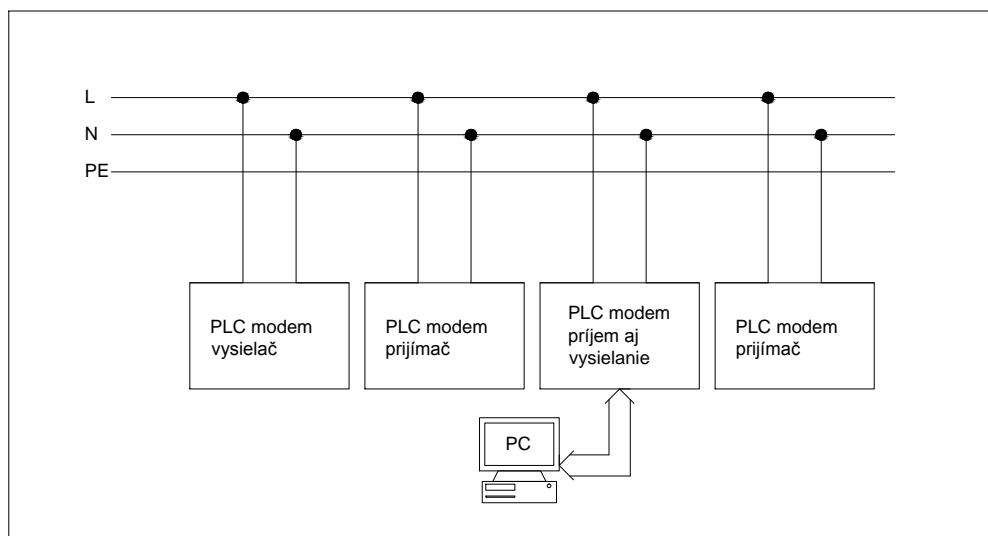 L
N
PE
PLC modem
vysielač
PLC modem
prijímač
PLC modem
príjem aj
vysielanie
PLC modem
prijímač
PC